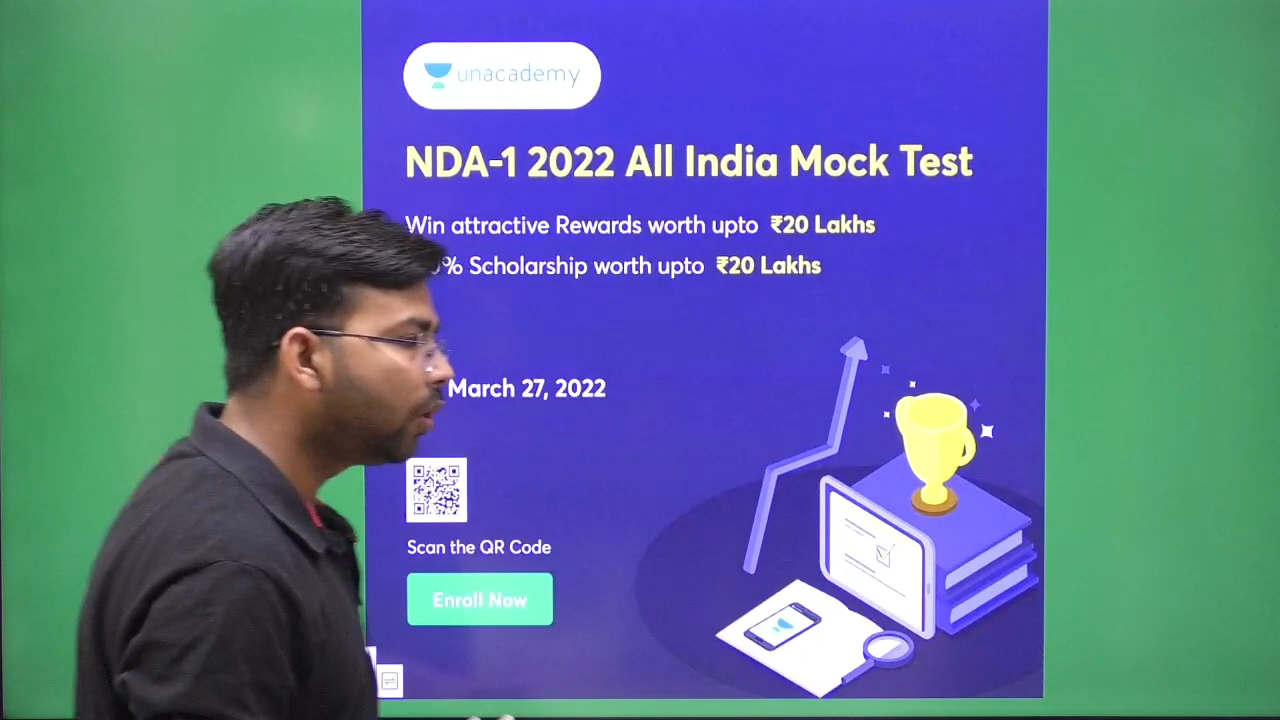 unacademy
NDA-1 2022 All India Mock Test
Win attractive Rewards worth upto ₹20 Lakhs
% Scholarship worth upto ₹20 Lakhs
March 27, 2022
Scan the QR Code
Enroll Now